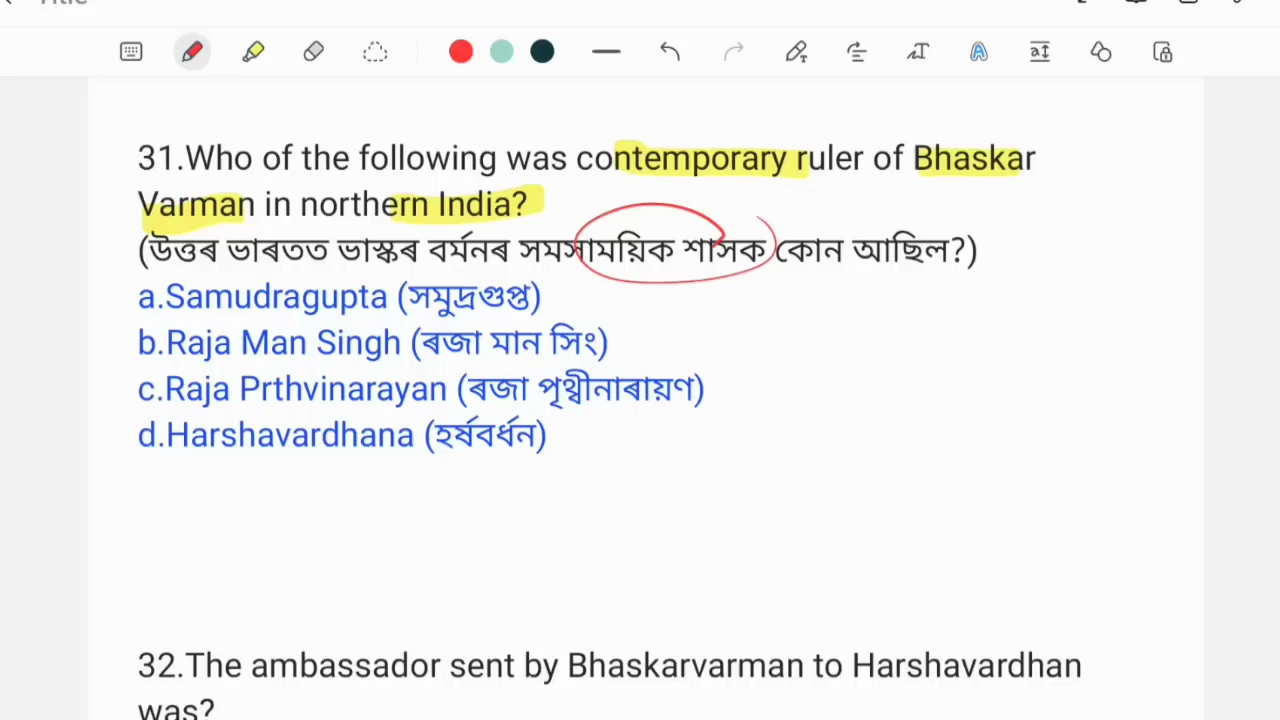 31.Who of the following was contemporary ruler of Bhaskar
Varman in northern India?
(উত্তৰ ভাৰতত ভাস্কৰ বৰ্মনৰ সমসাময়িক শাসক কোন আছিল?)
a.Samudragupta (সমুদ্ৰগুপ্ত)
b.Raja Man Singh (ৰজা মান সিং)
c.Raja Prthvinarayan (ৰজা পৃথ্বীনাৰায়ণ)
d.Harshavardhana (হৰ্ষবৰ্ধন)
32.The ambassador sent by Bhaskarvarman to Harshavardhan
was?